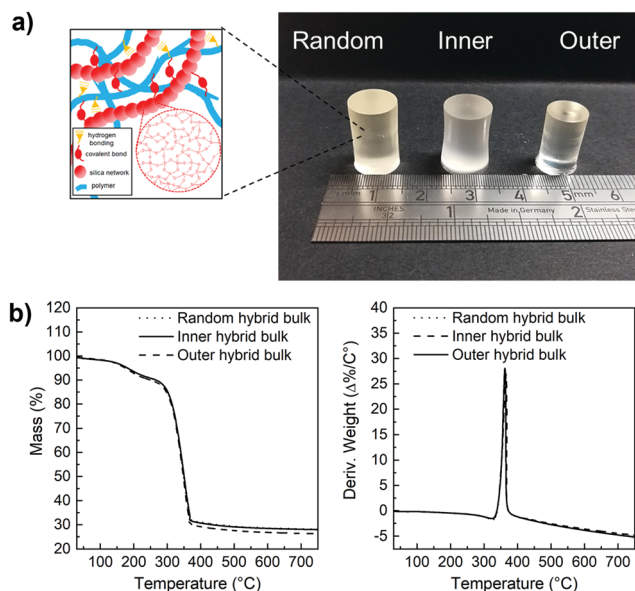 a)
Random Inner Outer
hydrogen
bonding
covalent bond
silica network
polymer
1 2 3 4 5 mm 6
INCHES 1 Made in Germany 2 Stainless Ste
32
b)
120
110
100
90
80
70
60
50
40
30
20
Mass (%)
Random hybrid bulk
Inner hybrid bulk
Outer hybrid bulk
100 200 300 400 500 600 700
Temperature (°C)
40
35
30
25
20
15
10
5
0
-5
Deriv. Weight (Δ%/C°)
Random hybrid bulk
Inner hybrid bulk
Outer hybrid bulk
100 200 300 400 500 600 700
Temperature (°C)